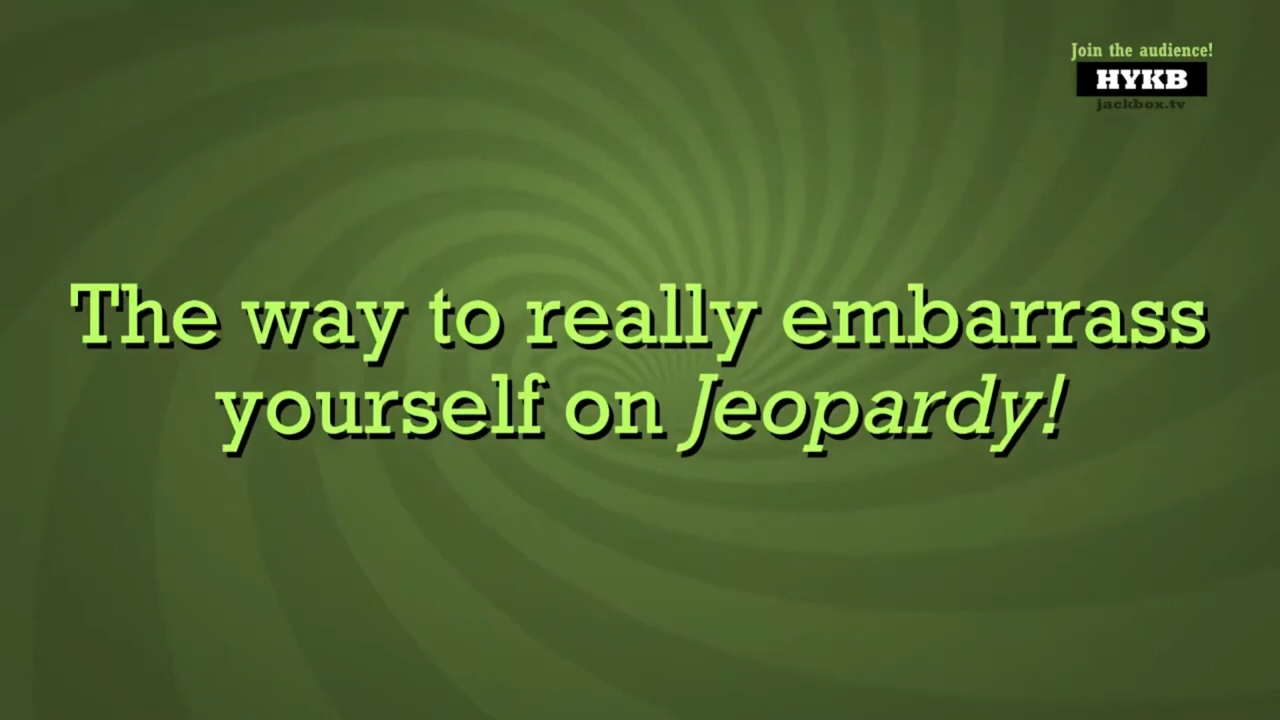 Join the audience!
HYKB
jackbox.tv
The way to really embarrass
yourself on Jeopardy!